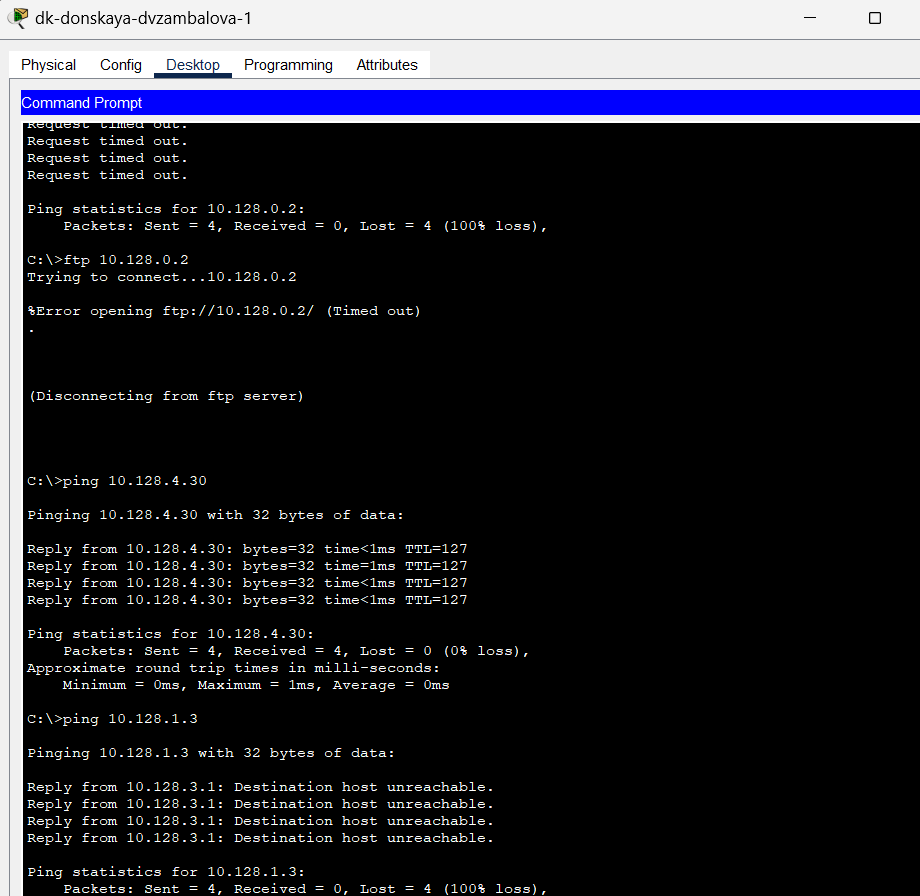 dk-donskaya-dvzambalova-1
Physical Config Desktop Programming Attributes
Command Prompt
Request timed out.
Request timed out.
Request timed out.
Request timed out.
Ping statistics for 10.128.0.2:
Packets: Sent = 4, Received = 0, Lost = 4 (100% loss),
C:\>ftp 10.128.0.2
Trying to connect...10.128.0.2
%Error opening ftp://10.128.0.2/ (Timed out)
.
(Disconnecting from ftp server)
C:\>ping 10.128.4.30
Pinging 10.128.4.30 with 32 bytes of data:
Reply from 10.128.4.30: bytes=32 time<1ms TTL=127
Reply from 10.128.4.30: bytes=32 time=1ms TTL=127
Reply from 10.128.4.30: bytes=32 time<1ms TTL=127
Reply from 10.128.4.30: bytes=32 time<1ms TTL=127
Ping statistics for 10.128.4.30:
Packets: Sent = 4, Received = 4, Lost = 0 (0% loss),
Approximate round trip times in milli-seconds:
Minimum = 0ms, Maximum = 1ms, Average = 0ms
C:\>ping 10.128.1.3
Pinging 10.128.1.3 with 32 bytes of data:
Reply from 10.128.3.1: Destination host unreachable.
Reply from 10.128.3.1: Destination host unreachable.
Reply from 10.128.3.1: Destination host unreachable.
Reply from 10.128.3.1: Destination host unreachable.
Ping statistics for 10.128.1.3:
Packets: Sent = 4, Received = 0, Lost = 4 (100% loss),